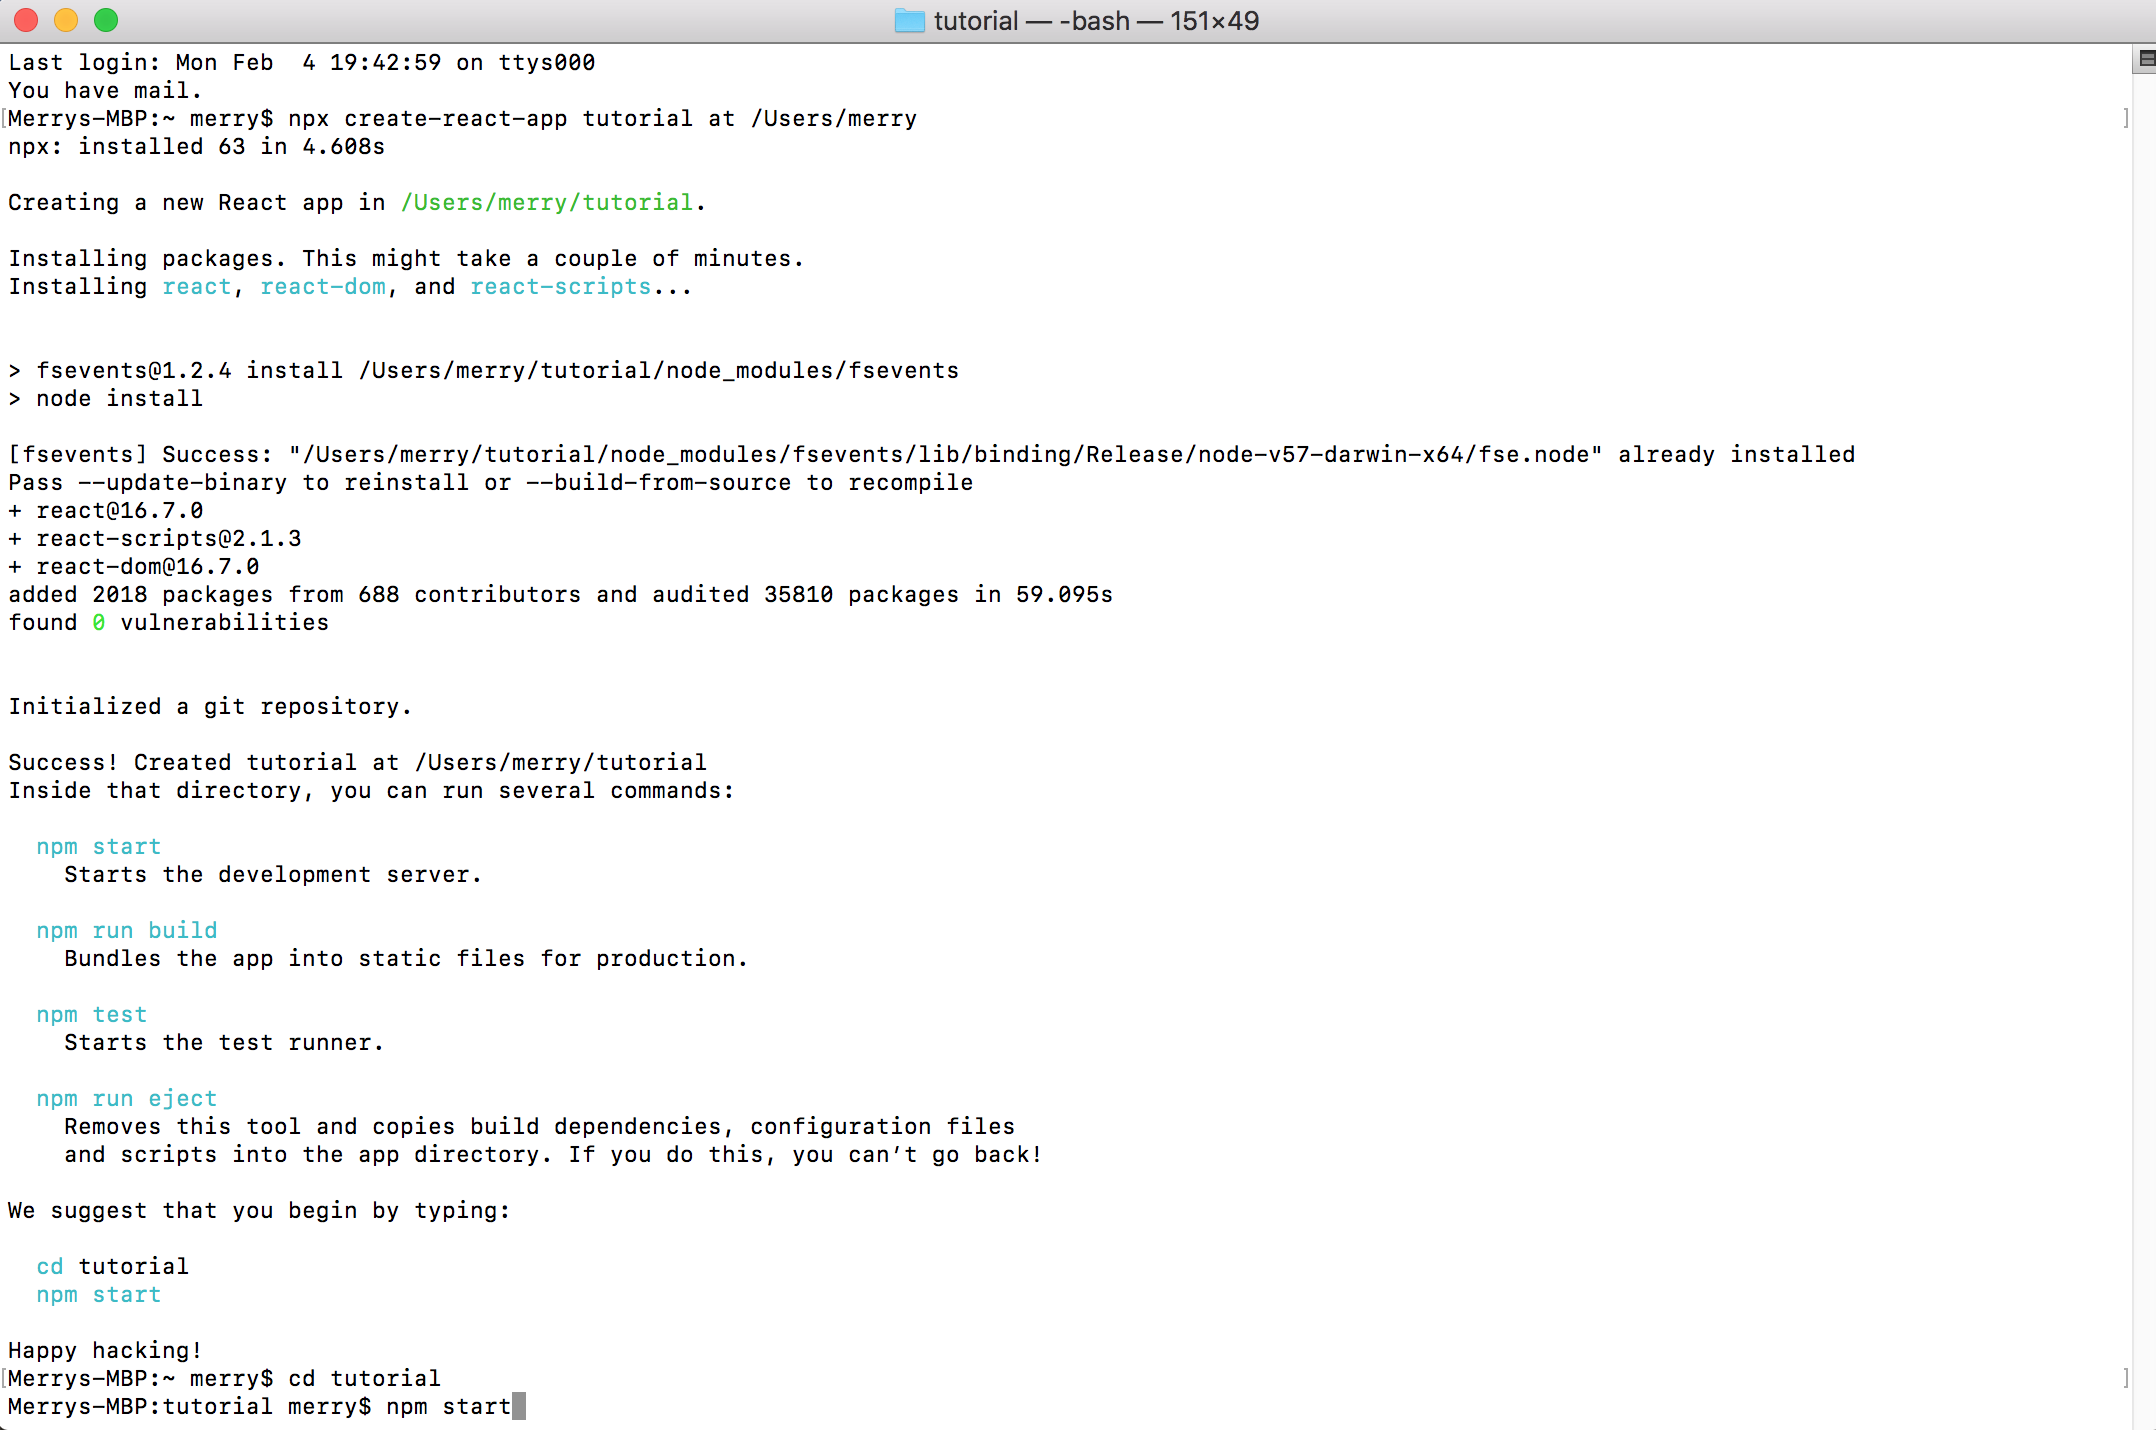 tutorial — -bash — 151×49
Last login: Mon Feb  4 19:42:59 on ttys000
You have mail.
[Merrys-MBP:~ merry$ npx create-react-app tutorial at /Users/merry ]
npx: installed 63 in 4.608s
Creating a new React app in /Users/merry/tutorial.
Installing packages. This might take a couple of minutes.
Installing react, react-dom, and react-scripts...
> fsevents@1.2.4 install /Users/merry/tutorial/node_modules/fsevents
> node install
[fsevents] Success: "/Users/merry/tutorial/node_modules/fsevents/lib/binding/Release/node-v57-darwin-x64/fse.node" already installed
Pass --update-binary to reinstall or --build-from-source to recompile
+ react@16.7.0
+ react-scripts@2.1.3
+ react-dom@16.7.0
added 2018 packages from 688 contributors and audited 35810 packages in 59.095s
found 0 vulnerabilities
Initialized a git repository.
Success! Created tutorial at /Users/merry/tutorial
Inside that directory, you can run several commands:
  npm start
    Starts the development server.
  npm run build
    Bundles the app into static files for production.
  npm test
    Starts the test runner.
  npm run eject
    Removes this tool and copies build dependencies, configuration files
    and scripts into the app directory. If you do this, you can’t go back!
We suggest that you begin by typing:
  cd tutorial
  npm start
Happy hacking!
[Merrys-MBP:~ merry$ cd tutorial ]
Merrys-MBP:tutorial merry$ npm start